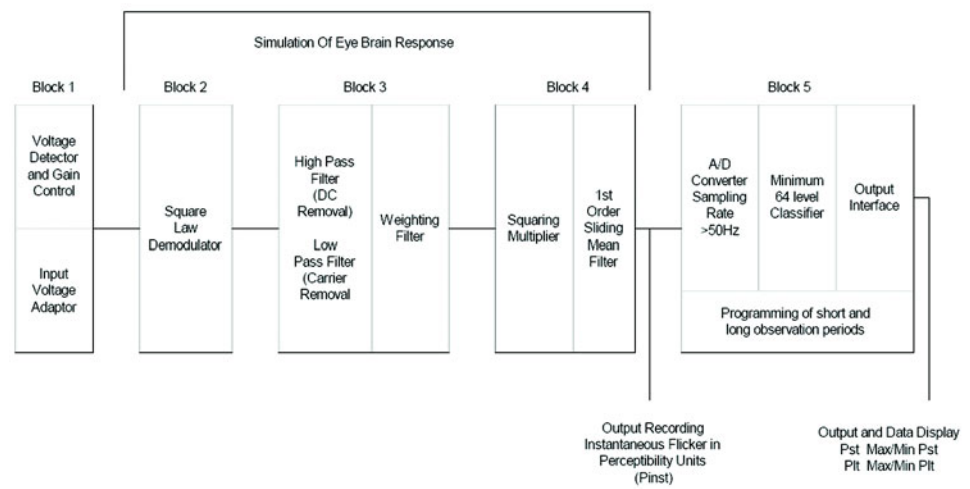 Simulation Of Eye Brain Response
Block 1
Block 2
Block 3
Block 4
Block 5
Voltage
Detector
and Gain
Control
Input
Voltage
Adaptor
Square
Law
Demodulator
High Pass
Filter
(DC
Removal)
Low
Pass Filter
(Carrier
Removal
Weighting
Filter
Squaring
Multiplier
1st
Order
Sliding
Mean
Filter
A/D
Converter
Sampling
Rate
>50Hz
Minimum
64 level
Classifier
Output
Interface
Programming of short and
long observation periods
Output Recording
Instantaneous Flicker in
Perceptibility Units
(Pinst)
Output and Data Display
Pst Max/Min Pst
Plt Max/Min Plt